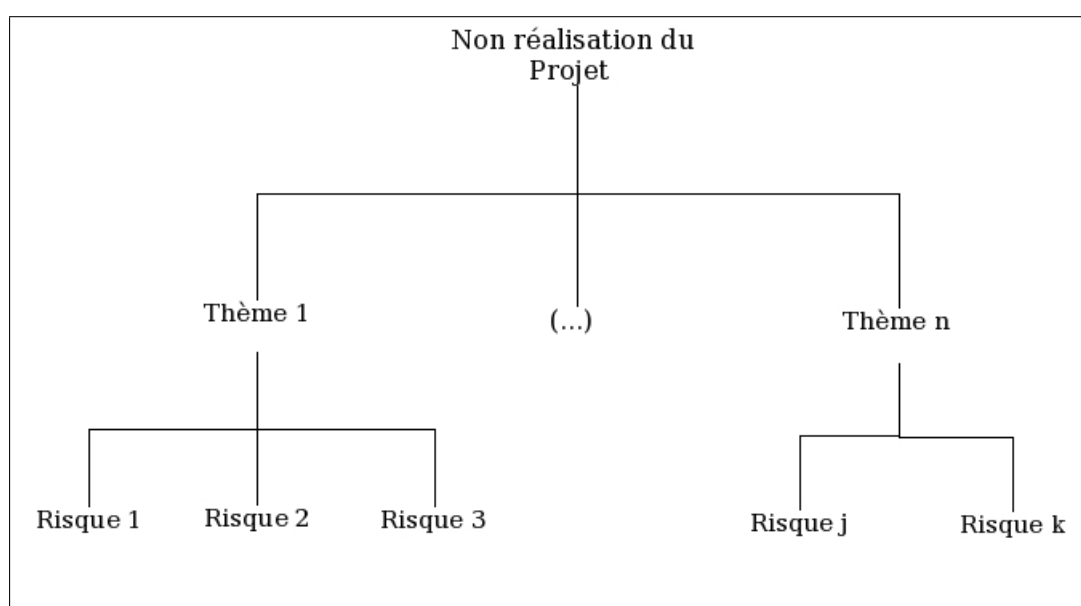 Non réalisation du
Projet
Thème 1
(...)
Thème n
Risque 1
Risque 2
Risque 3
Risque j
Risque k